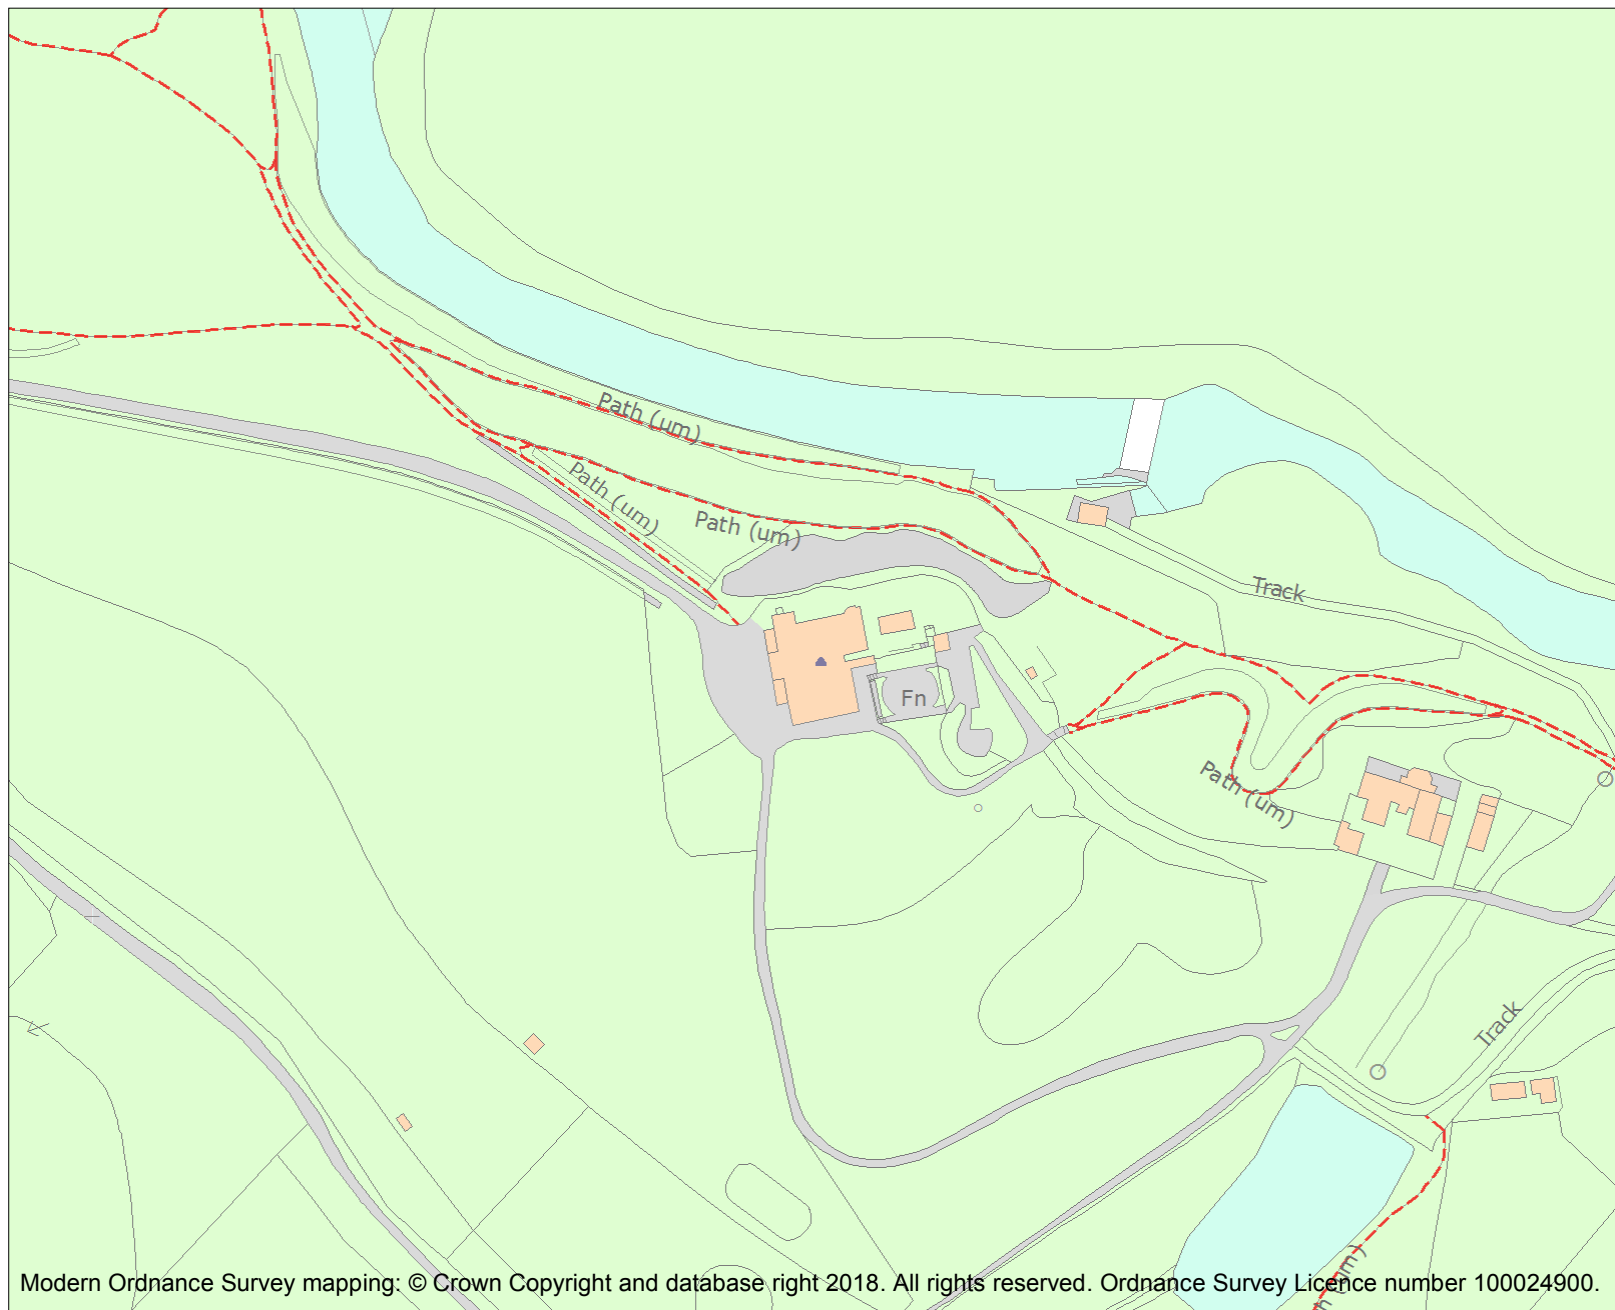 Path (um)
Path (um)
Path (um)
Track
Fn
Path (um)
Track
Modern Ordnance Survey mapping: © Crown Copyright and database right 2018. All rights reserved. Ordnance Survey Licence number 100024900.